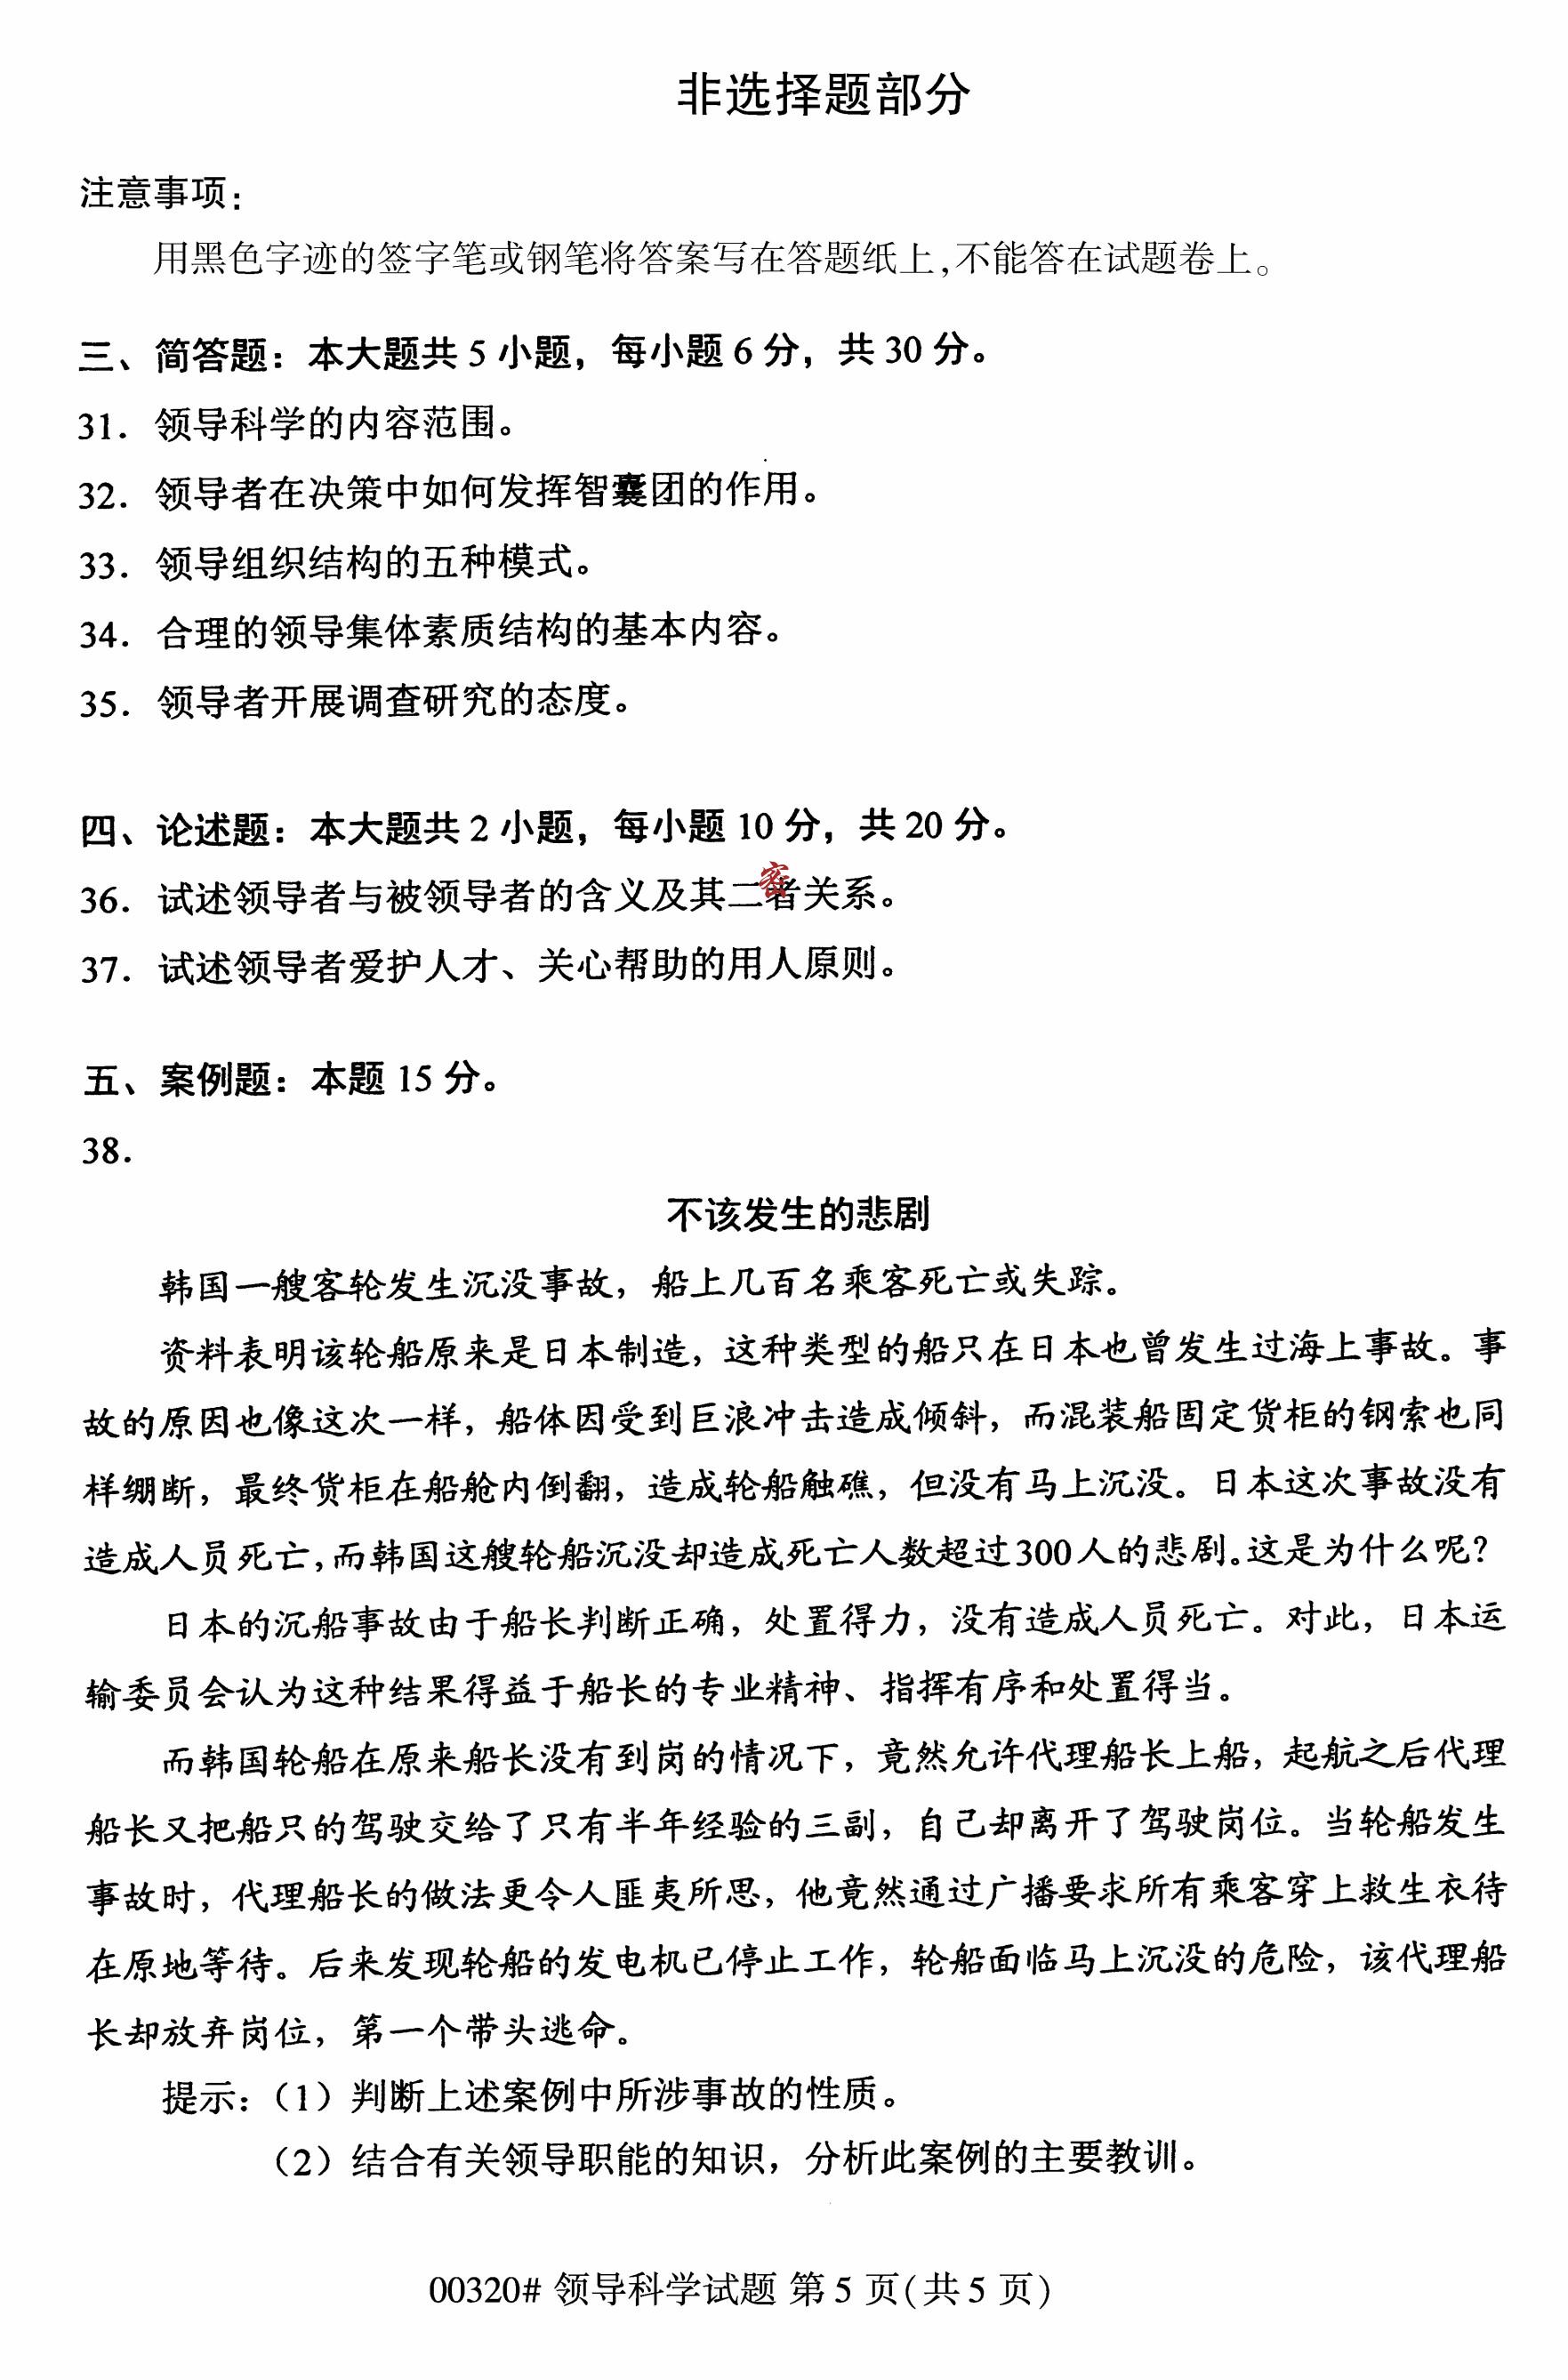 非选择题部分
注意事项:
用黑色字迹的签字笔或钢笔将答案写在答题纸上,不能答在试题卷上。
三、简答题：本大题共 5 小题，每小题 6 分，共 30 分。
31．领导科学的内容范围。
32．领导者在决策中如何发挥智囊团的作用。
33．领导组织结构的五种模式。
34．合理的领导集体素质结构的基本内容。
35．领导者开展调查研究的态度。
四、论述题：本大题共 2 小题，每小题 10 分，共 20 分。
36．试述领导者与被领导者的含义及其二者关系。
密
37．试述领导者爱护人才、关心帮助的用人原则。
五、案例题：本题 15 分。
38．
不该发生的悲剧
韩国一艘客轮发生沉没事故，船上几百名乘客死亡或失踪。
资料表明该轮船原来是日本制造，这种类型的船只在日本也曾发生过海上事故。事
故的原因也像这次一样，船体因受到巨浪冲击造成倾斜，而混装船固定货柜的钢索也同
样绷断，最终货柜在船舱内倒翻，造成轮船触礁，但没有马上沉没。日本这次事故没有
造成人员死亡,而韩国这艘轮船沉没却造成死亡人数超过300人的悲剧。这是为什么呢?
日本的沉船事故由于船长判断正确，处置得力，没有造成人员死亡。对此，日本运
输委员会认为这种结果得益于船长的专业精神、指挥有序和处置得当。
而韩国轮船在原来船长没有到岗的情况下，竟然允许代理船长上船，起航之后代理
船长又把船只的驾驶交给了只有半年经验的三副，自己却离开了驾驶岗位。当轮船发生
事故时，代理船长的做法更令人匪夷所思，他竟然通过广播要求所有乘客穿上救生衣待
在原地等待。后来发现轮船的发电机已停止工作，轮船面临马上沉没的危险，该代理船
长却放弃岗位，第一个带头逃命。
提示：（1）判断上述案例中所涉事故的性质。
（2）结合有关领导职能的知识，分析此案例的主要教训。
00320# 领导科学试题 第 5 页(共 5 页)